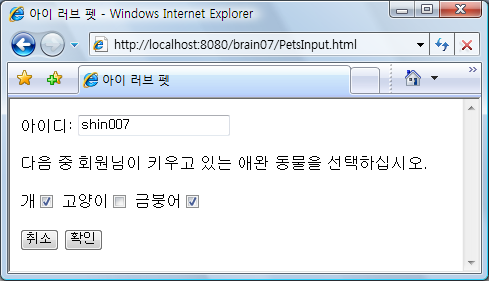 아이 러브 펫 - Windows Internet Explorer
http://localhost:8080/brain07/PetsInput.html
아이 러브 펫
아이디: shin007
다음 중 회원님이 키우고 있는 애완 동물을 선택하십시오.
개 고양이 금붕어
취소 확인